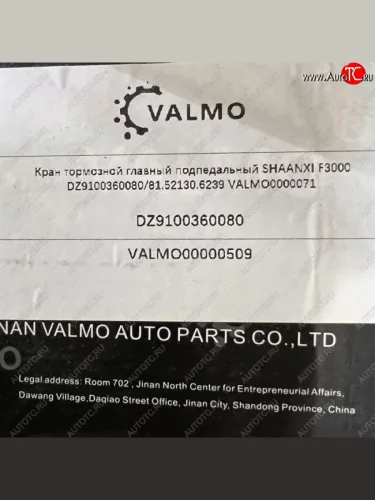 www.AutoTC.ru
VALMO
Кран тормозной главный подпедальный SHAANXI F3000
DZ9100360080/81.52130.6239 VALMO0000071
DZ9100360080
VALMO00000509
NAN VALMO AUTO PARTS CO.,LTD
Legal address: Room 702 , Jinan North Center for Entrepreneurial Affairs,
Dawang Village,Daqiao Street Office, Jinan City, Shandong Province, China